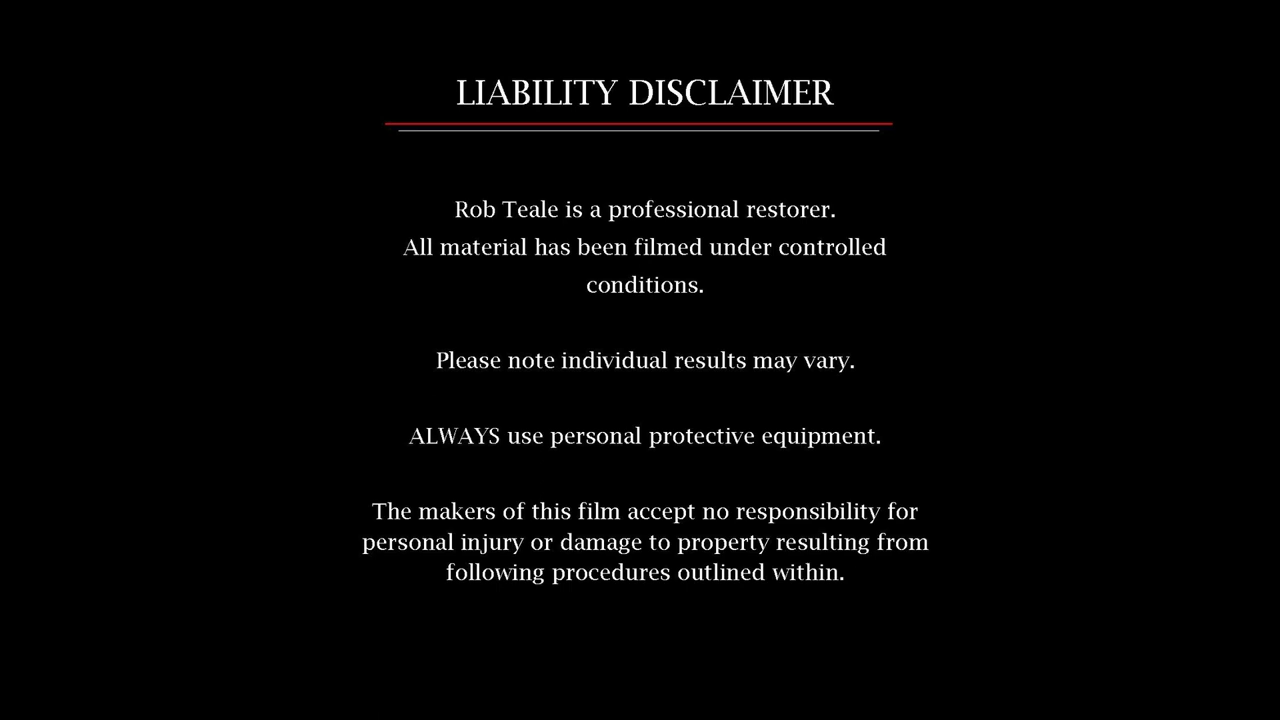 LIABILITY DISCLAIMER
Rob Teale is a professional restorer.
All material has been filmed under controlled
conditions.
Please note individual results may vary.
ALWAYS use personal protective equipment.
The makers of this film accept no responsibility for
personal injury or damage to property resulting from
following procedures outlined within.